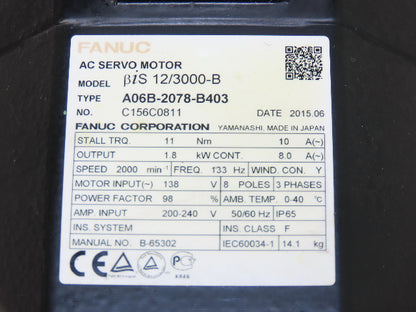 FANUC
AC SERVO MOTOR
MODEL βiS 12/3000-B
TYPE A06B-2078-B403
NO. C156C0811 DATE 2015.06
FANUC CORPORATION YAMANASHI, MADE IN JAPAN
STALL TRQ. 11 Nm 10 A(~)
OUTPUT 1.8 kW CONT. 8.0 A(~)
SPEED 2000 min⁻¹ FREQ. 133 Hz WIND. CON. Y
MOTOR INPUT(~) 138 V 8 POLES 3 PHASES
POWER FACTOR 98 % AMB. TEMP. 0-40 ℃
AMP. INPUT 200-240 V 50/60 Hz IP65
INS. SYSTEM INS. CLASS F
MANUAL NO. B-65302 IEC60034-1 14.1 kg
CE